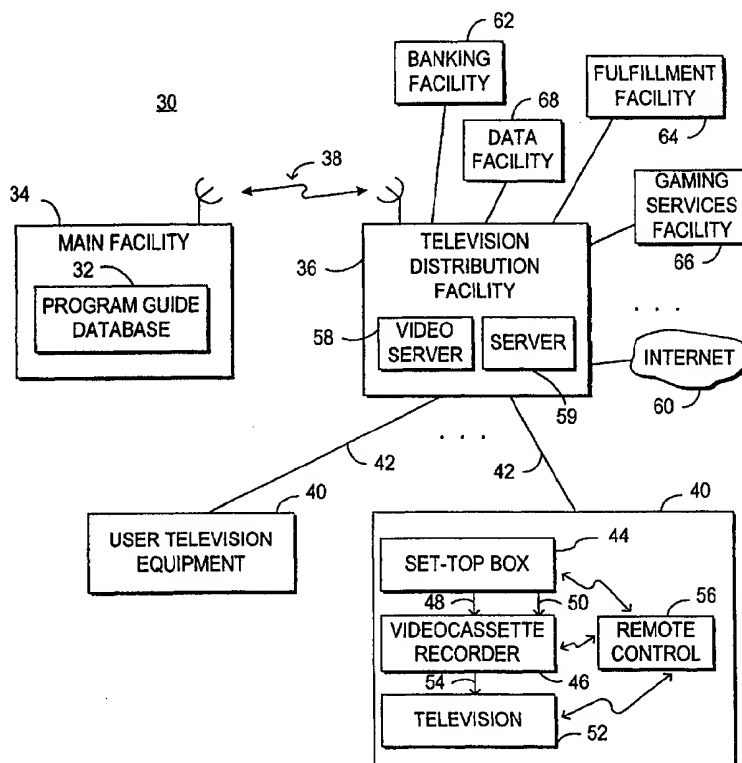 62
BANKING
FACILITY
FULFILLMENT
FACILITY
64
30
68
DATA
FACILITY
38
34
GAMING
SERVICES
FACILITY
66
MAIN FACILITY
32
PROGRAM GUIDE
DATABASE
36
TELEVISION
DISTRIBUTION
FACILITY
58
VIDEO
SERVER
SERVER
59
. . .
INTERNET
60
. . .
42
42
40
USER TELEVISION
EQUIPMENT
40
SET-TOP BOX
44
48
50
56
VIDEOCASSETTE
RECORDER
REMOTE
CONTROL
54
46
TELEVISION
52